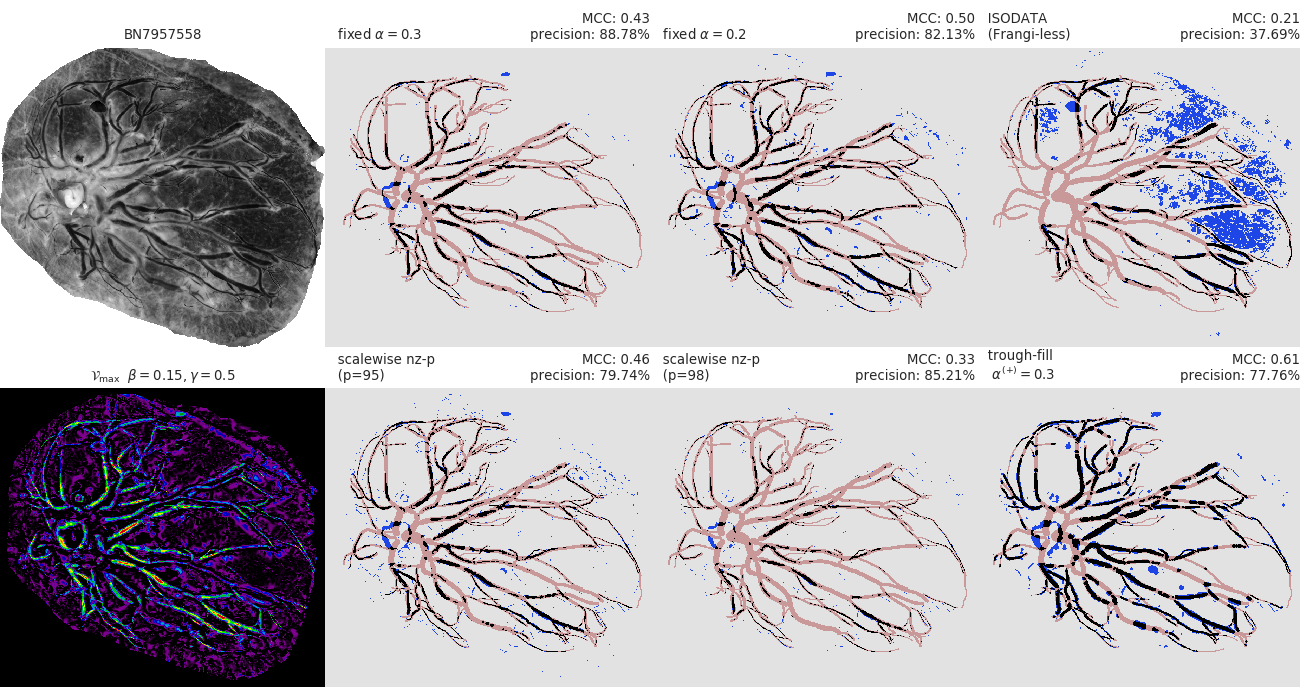 BN7957558
fixed α = 0.3
MCC: 0.43
precision: 88.78%
fixed α = 0.2
MCC: 0.50
precision: 82.13%
ISODATA
(Frangi-less)
MCC: 0.21
precision: 37.69%
𝒱max β = 0.15, γ = 0.5
scalewise nz-p
(p=95)
MCC: 0.46
precision: 79.74%
scalewise nz-p
(p=98)
MCC: 0.33
precision: 85.21%
trough-fill
α(+) = 0.3
MCC: 0.61
precision: 77.76%